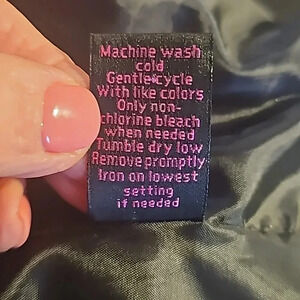 Machine wash
cold
Gentle cycle
With like colors
Only non-
chlorine bleach
when needed
Tumble dry low
Remove promptly
Iron on lowest
setting
if needed